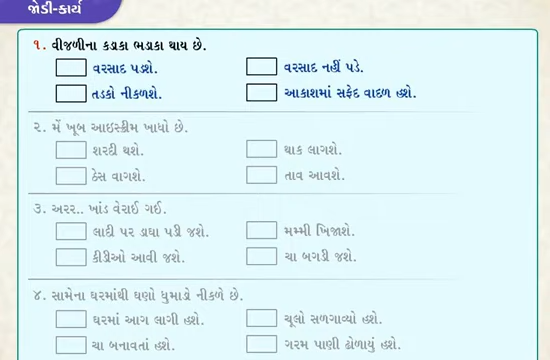 જોડી-કાર્ય
૧. વીજળીના કડાકા ભડાકા થાય છે.
વરસાદ પડશે. વરસાદ નહીં પડે.
તડકો નીકળશે. આકાશમાં સફેદ વાદળ હશે.
૨. મેં ખૂબ આઇસ્ક્રીમ ખાધો છે.
શરદી થશે. થાક લાગશે.
ઠેસ વાગશે. તાવ આવશે.
૩. અરર.. ખાંડ વેરાઈ ગઈ.
લાદી પર ડાઘા પડી જશે. મમ્મી ખિજાશે.
કીડીઓ આવી જશે. ચા બગડી જશે.
૪. સામેના ઘરમાંથી ઘણો ધુમાડો નીકળે છે.
ઘરમાં આગ લાગી હશે. ચૂલો સળગાવ્યો હશે.
ચા બનાવતાં હશે. ગરમ પાણી ઢોળાયું હશે.